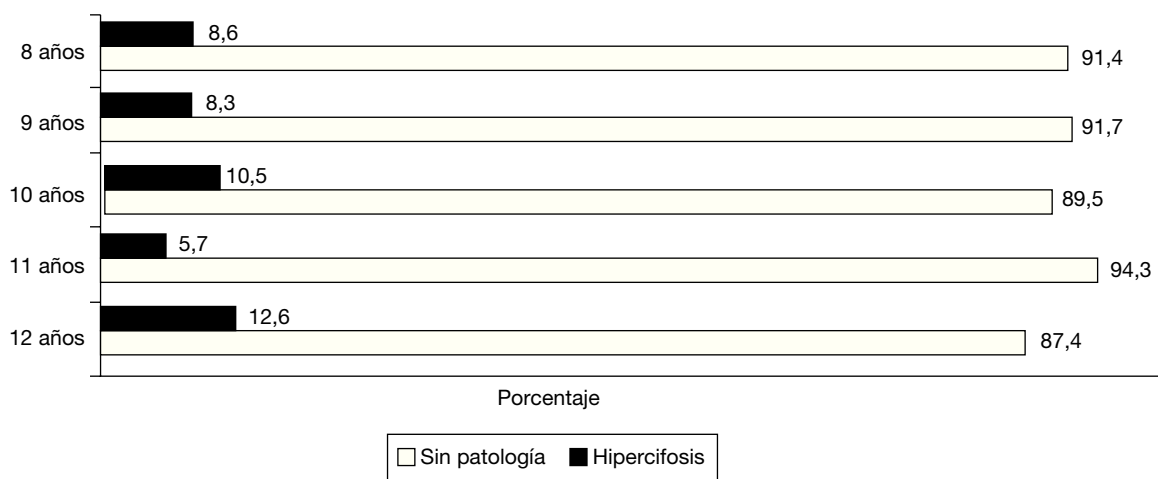 8 años
8,6
91,4
9 años
8,3
91,7
10 años
10,5
89,5
11 años
5,7
94,3
12 años
12,6
87,4
Porcentaje
Sin patología Hipercifosis